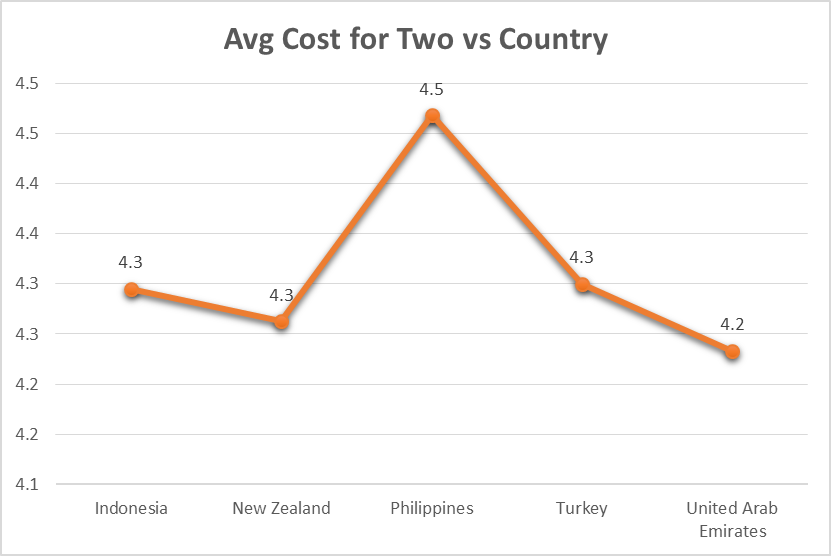 Avg Cost for Two vs Country
4.5
4.5
4.4
4.4
4.3
4.3
4.2
4.2
4.1
4.3
4.3
4.5
4.3
4.2
Indonesia
New Zealand
Philippines
Turkey
United Arab
Emirates